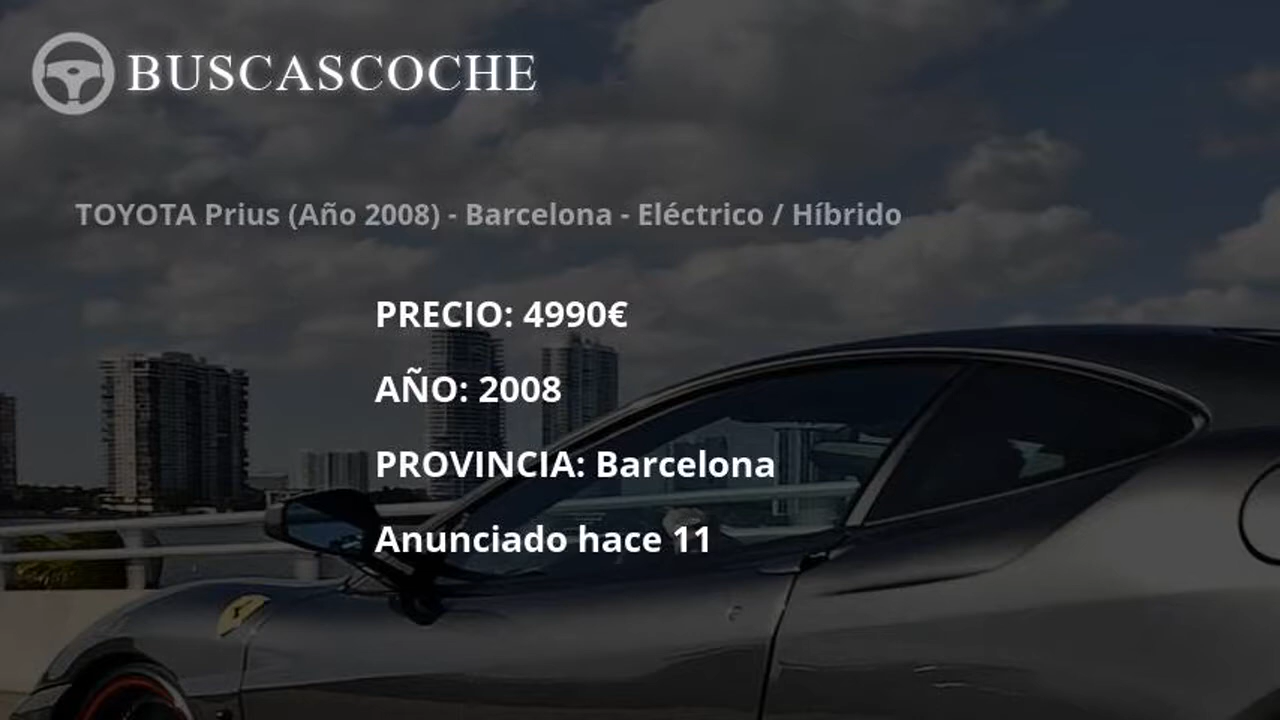 BUSCASCOCHE
TOYOTA Prius (Año 2008) - Barcelona - Eléctrico / Híbrido
PRECIO: 4990€
AÑO: 2008
PROVINCIA: Barcelona
Anunciado hace 11